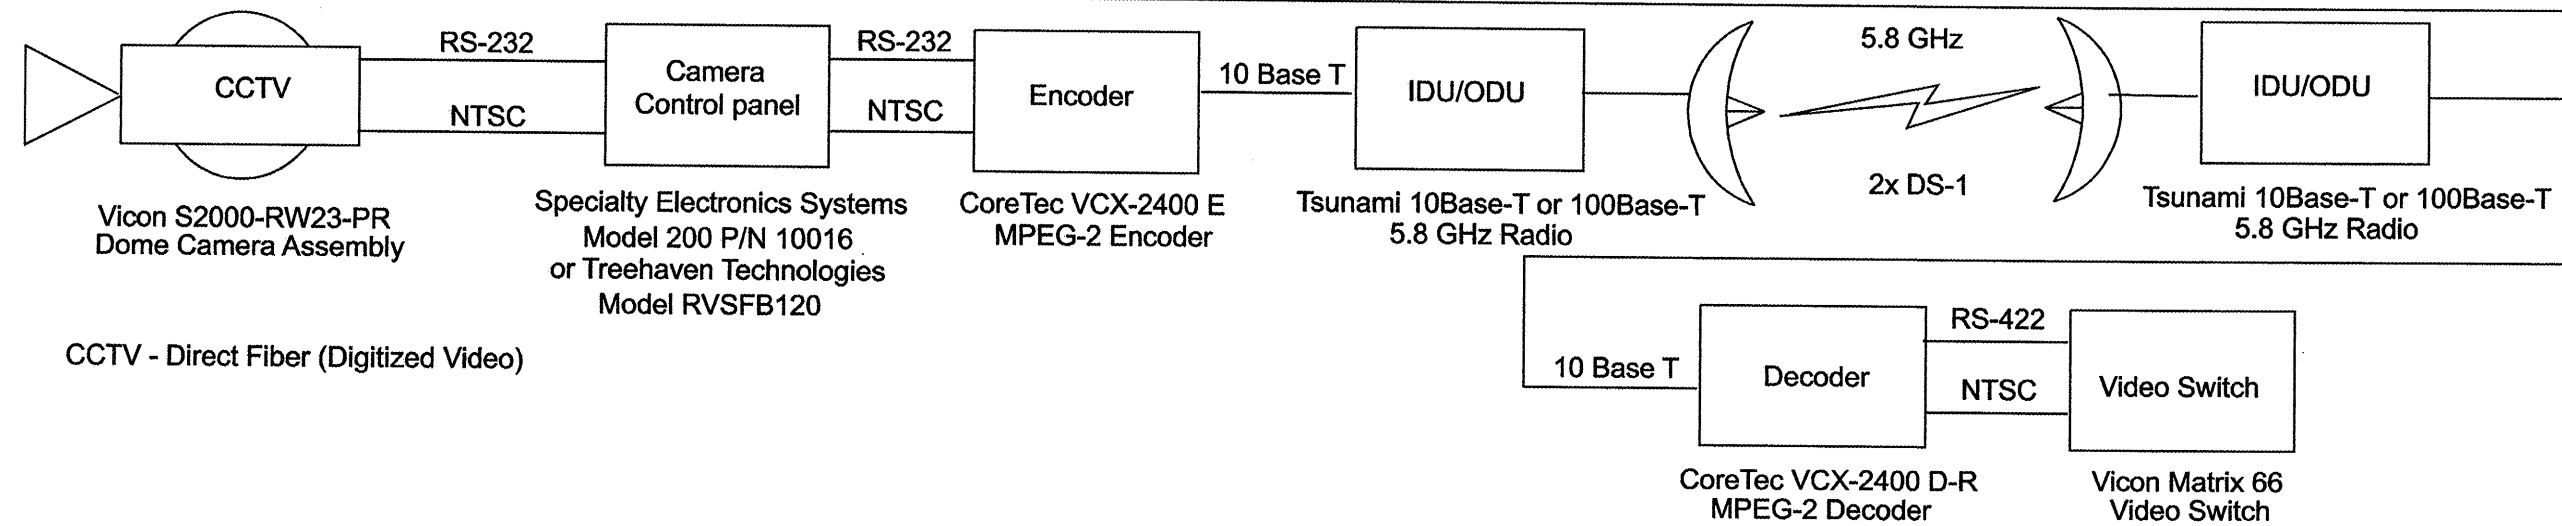 RS-232
CCTV
NTSC
Vicon S2000-RW23-PR
Dome Camera Assembly
Camera
Control panel
Specialty Electronics Systems
Model 200 P/N 10016
or Treehaven Technologies
Model RVSFB120
RS-232
NTSC
Encoder
CoreTec VCX-2400 E
MPEG-2 Encoder
10 Base T
IDU/ODU
Tsunami 10Base-T or 100Base-T
5.8 GHz Radio
5.8 GHz
2x DS-1
IDU/ODU
Tsunami 10Base-T or 100Base-T
5.8 GHz Radio
CCTV - Direct Fiber (Digitized Video)
10 Base T
Decoder
CoreTec VCX-2400 D-R
MPEG-2 Decoder
RS-422
NTSC
Video Switch
Vicon Matrix 66
Video Switch